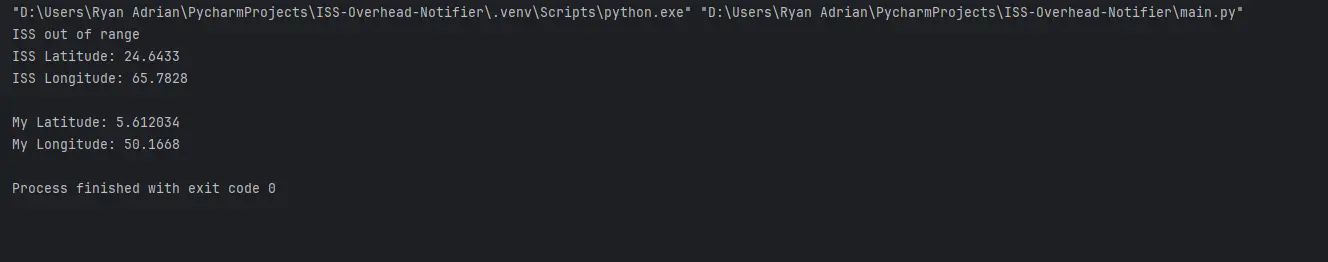 "D:\Users\Ryan Adrian\PycharmProjects\ISS-Overhead-Notifier\.venv\Scripts\python.exe" "D:\Users\Ryan Adrian\PycharmProjects\ISS-Overhead-Notifier\main.py"
ISS out of range
ISS Latitude: 24.6433
ISS Longitude: 65.7828
My Latitude: 5.612034
My Longitude: 50.1668
Process finished with exit code 0